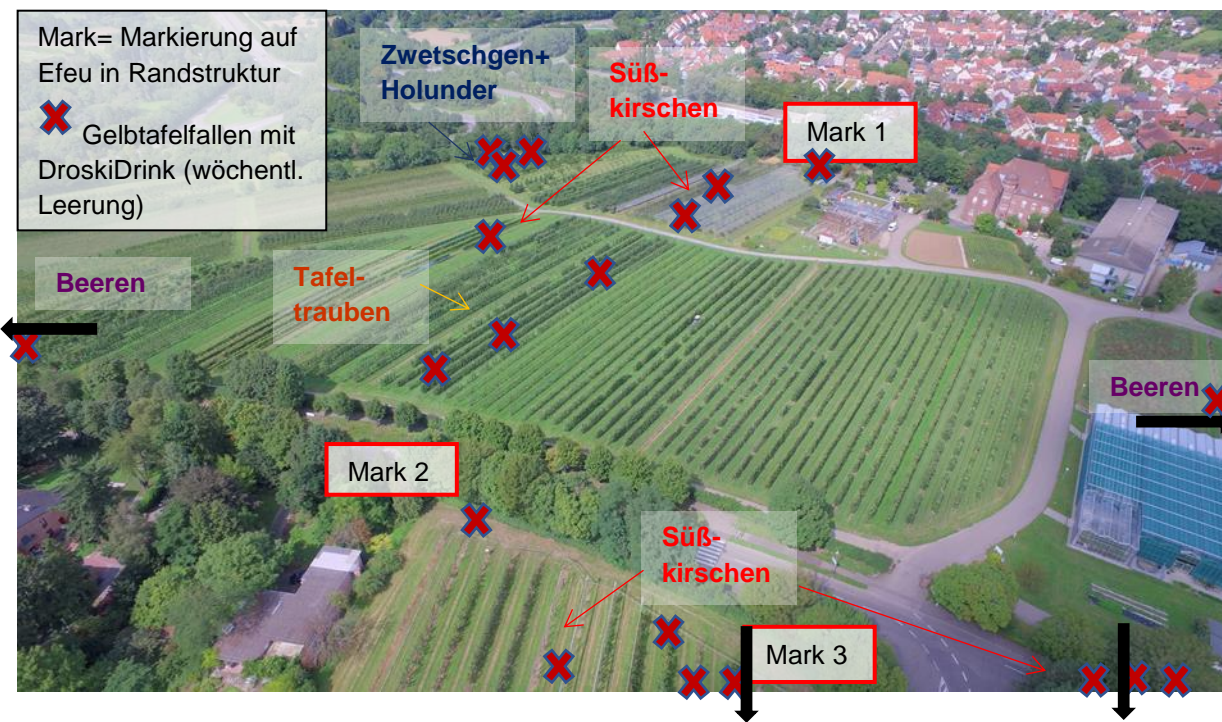 Mark= Markierung auf
Efeu in Randstruktur
Gelbtafelfallen mit
DroskiDrink (wöchentl.
Leerung)
Zwetschgen+
Holunder
Süß-
kirschen
Mark 1
Beeren
Tafel-
trauben
Beeren
Mark 2
Süß-
kirschen
Mark 3